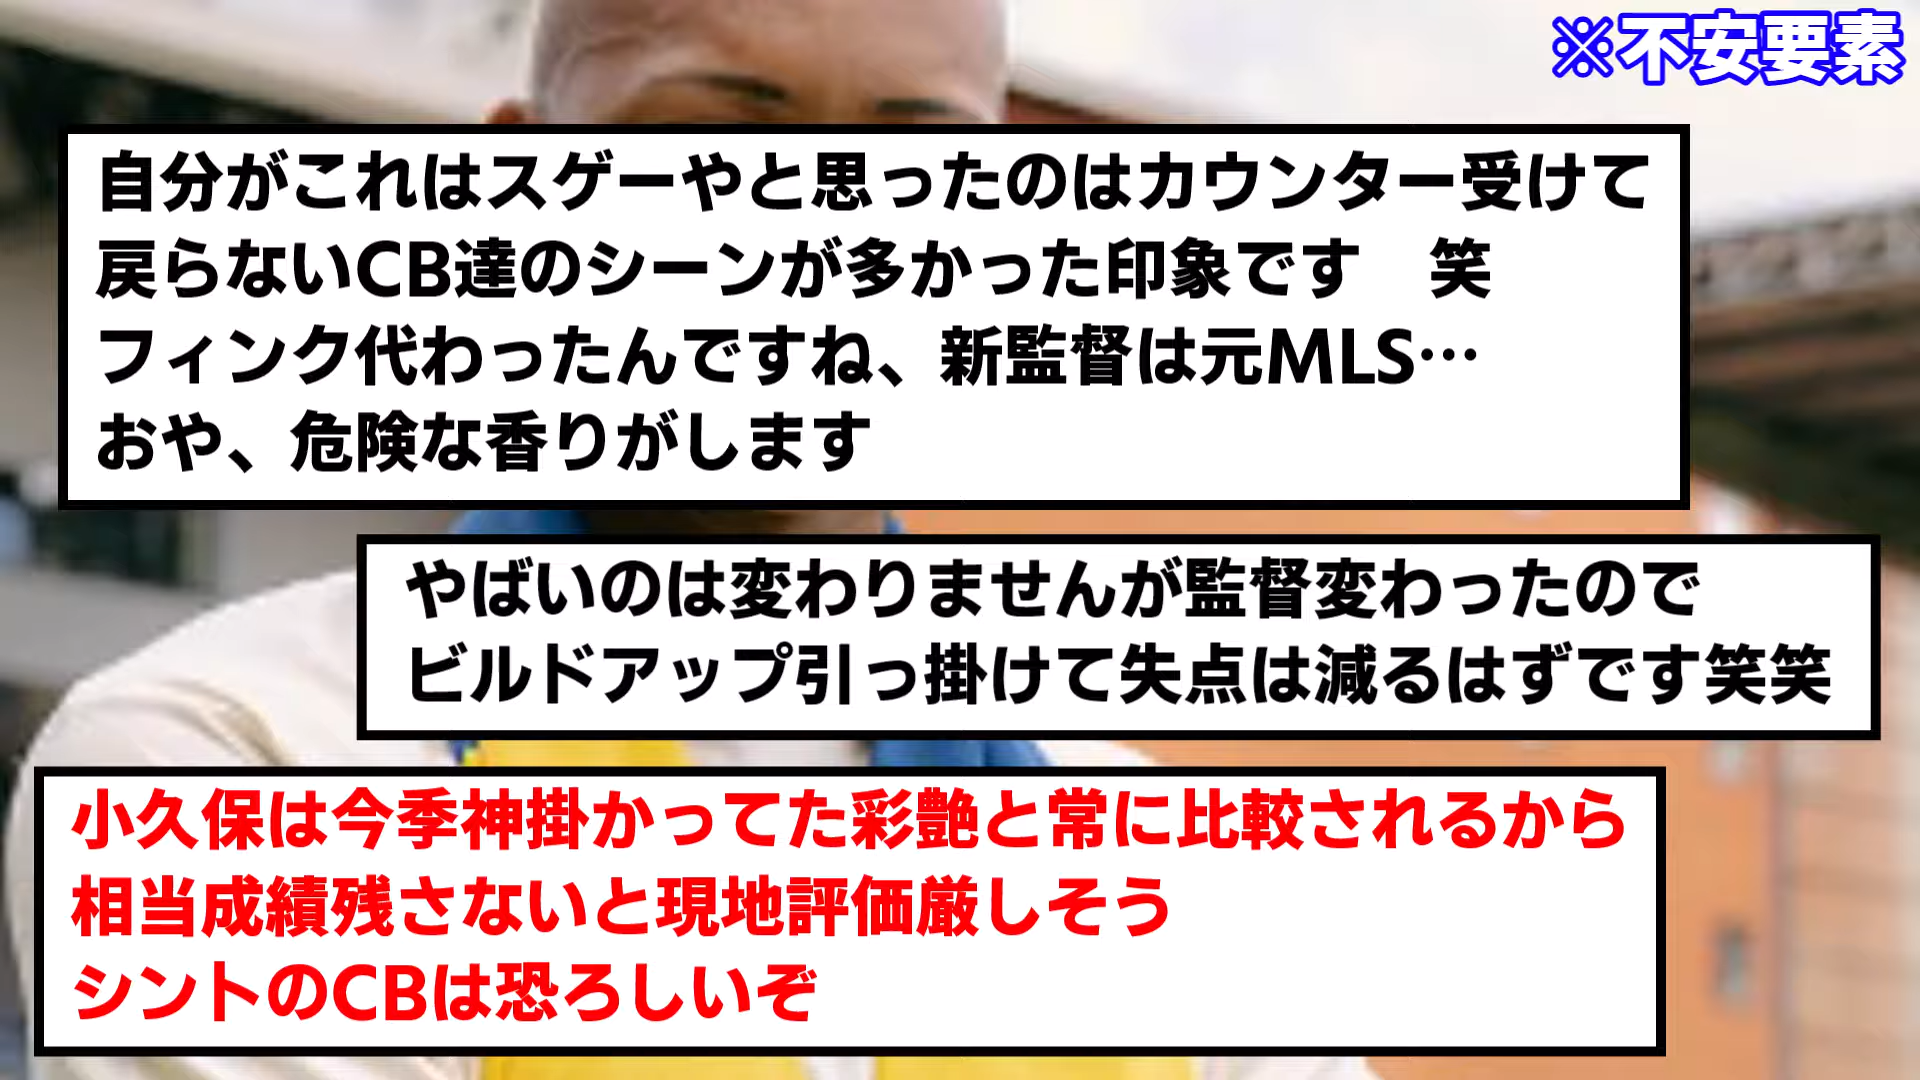 ※不安要素
自分がこれはスゲーやと思ったのはカウンター受けて
戻らないCB達のシーンが多かった印象です　笑
フィンク代わったんですね、新監督は元MLS…
おや、危険な香りがします
やばいのは変わりませんが監督変わったので
ビルドアップ引っ掛けて失点は減るはずです笑笑
小久保は今季神掛かってた彩艶と常に比較されるから
相当成績残さないと現地評価厳しそう
シントのCBは恐ろしいぞ